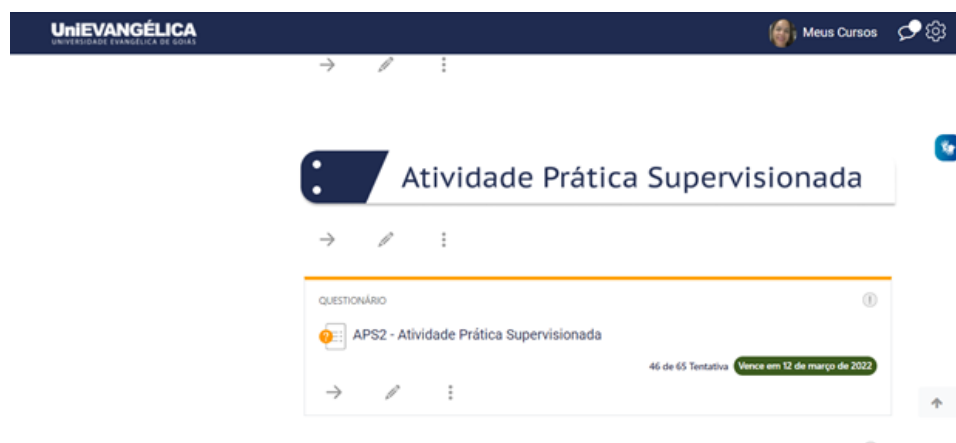 UniEVANGÉLICA
UNIVERSIDADE EVANGÉLICA DE GOIÁS
Meus Cursos
Atividade Prática Supervisionada
QUESTIONÁRIO
APS2 - Atividade Prática Supervisionada
46 de 65 Tentativa Vence em 12 de março de 2022